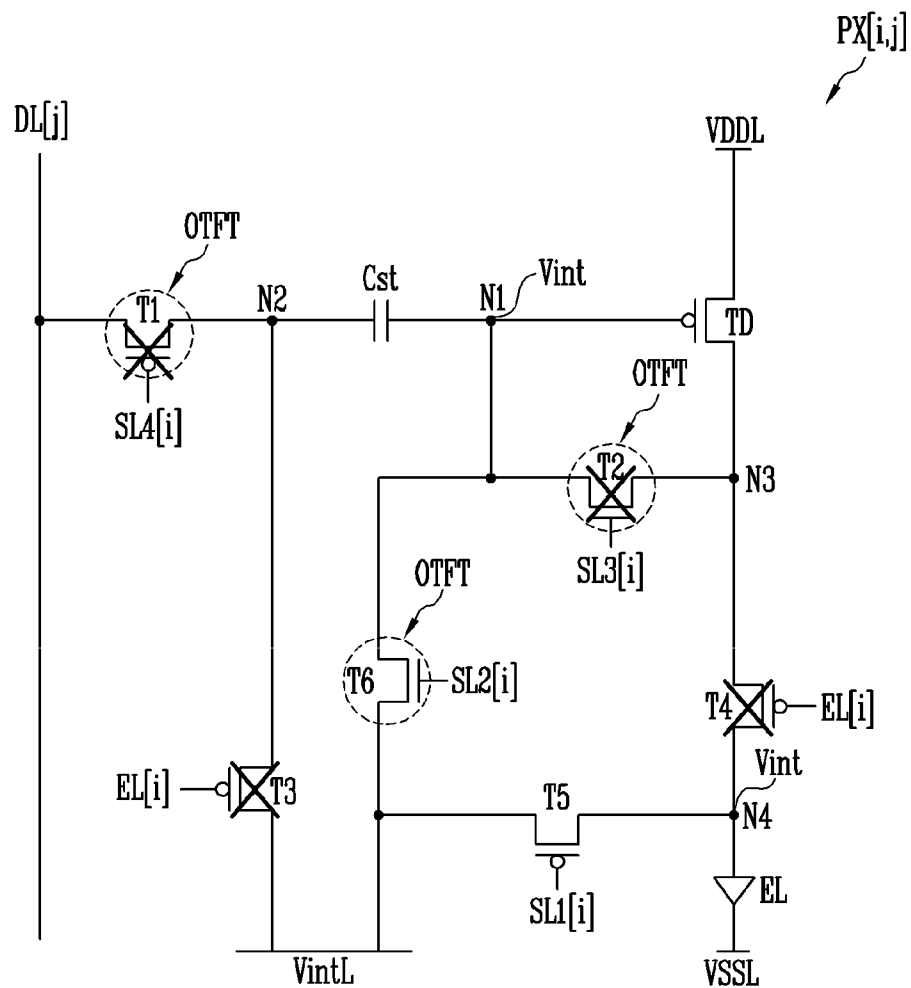 PX[i,j]
DL[j]
VDDL
OTFT
Cst
Vint
T1
N2
N1
TD
SL4[i]
OTFT
T2
N3
SL3[i]
OTFT
T6
SL2[i]
T4
EL[i]
EL[i]
T3
Vint
T5
N4
SL1[i]
EL
VintL
VSSL